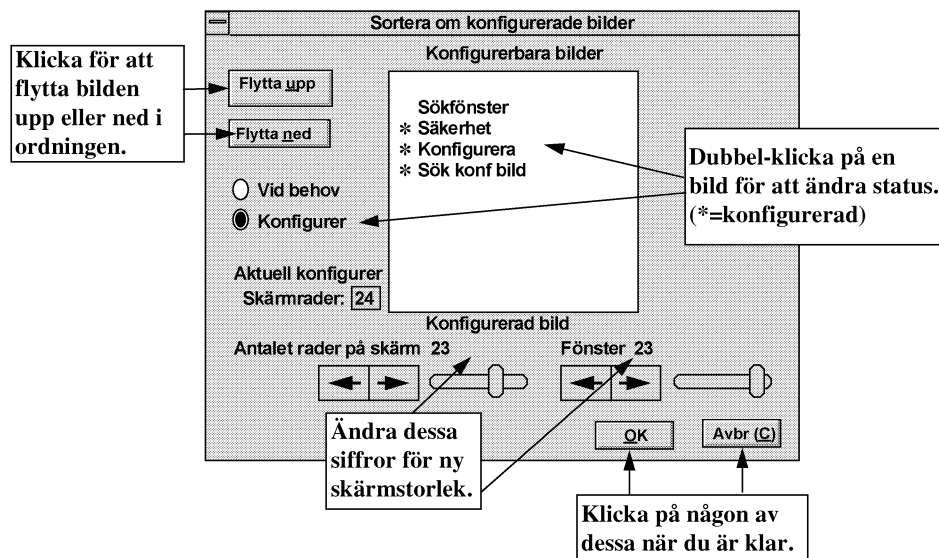 Sortera om konfigurerade bilder
Konfigurerbara bilder
Klicka för att
flytta bilden
upp eller ned i
ordningen.
Flytta upp
Flytta ned
Sökfönster
* Säkerhet
* Konfigurera
* Sök konf bild
Dubbel-klicka på en
bild för att ändra status.
(*=konfigurerad)
Vid behov
Konfigurer
Aktuell konfigurer
Skärmrader: 24
Konfigurerad bild
Antalet rader på skärm 23
Fönster 23
Ändra dessa
siffror för ny
skärmstorlek.
OK
Avbr (C)
Klicka på någon av
dessa när du är klar.